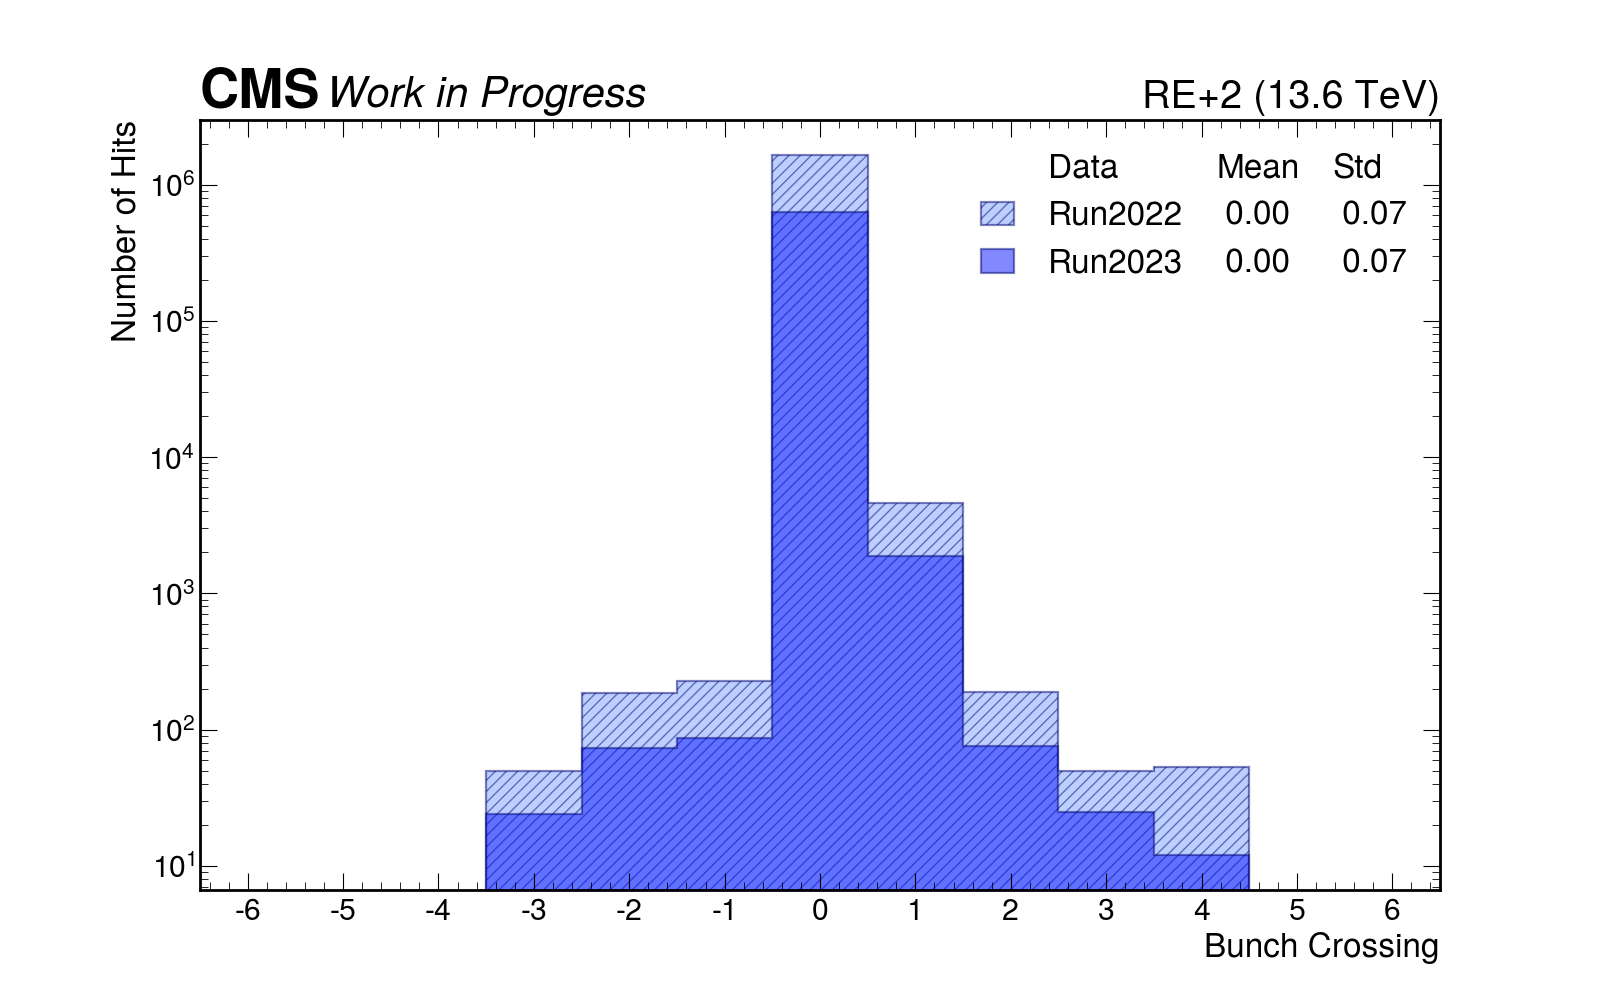 CMS Work in Progress
RE+2 (13.6 TeV)
Number of Hits
Data Mean Std
Run2022 0.00 0.07
Run2023 0.00 0.07
10⁶
10⁵
10⁴
10³
10²
10¹
-6 -5 -4 -3 -2 -1 0 1 2 3 4 5 6
Bunch Crossing